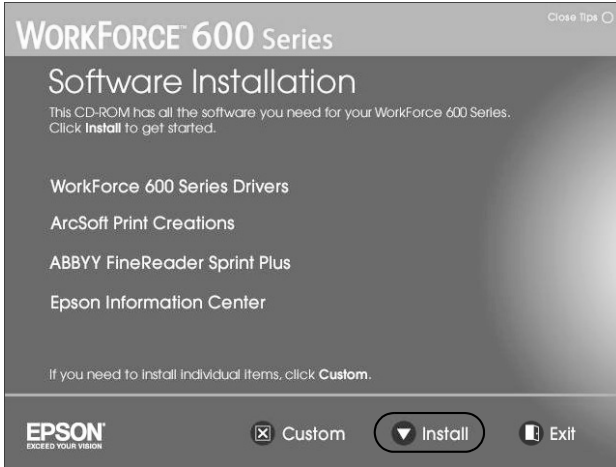 Close Tips
WORKFORCE™ 600 Series
Software Installation
This CD-ROM has all the software you need for your WorkForce 600 Series.
Click Install to get started.
WorkForce 600 Series Drivers
ArcSoft Print Creations
ABBYY FineReader Sprint Plus
Epson Information Center
If you need to install individual items, click Custom.
EPSON®
EXCEED YOUR VISION
Custom
Install
Exit